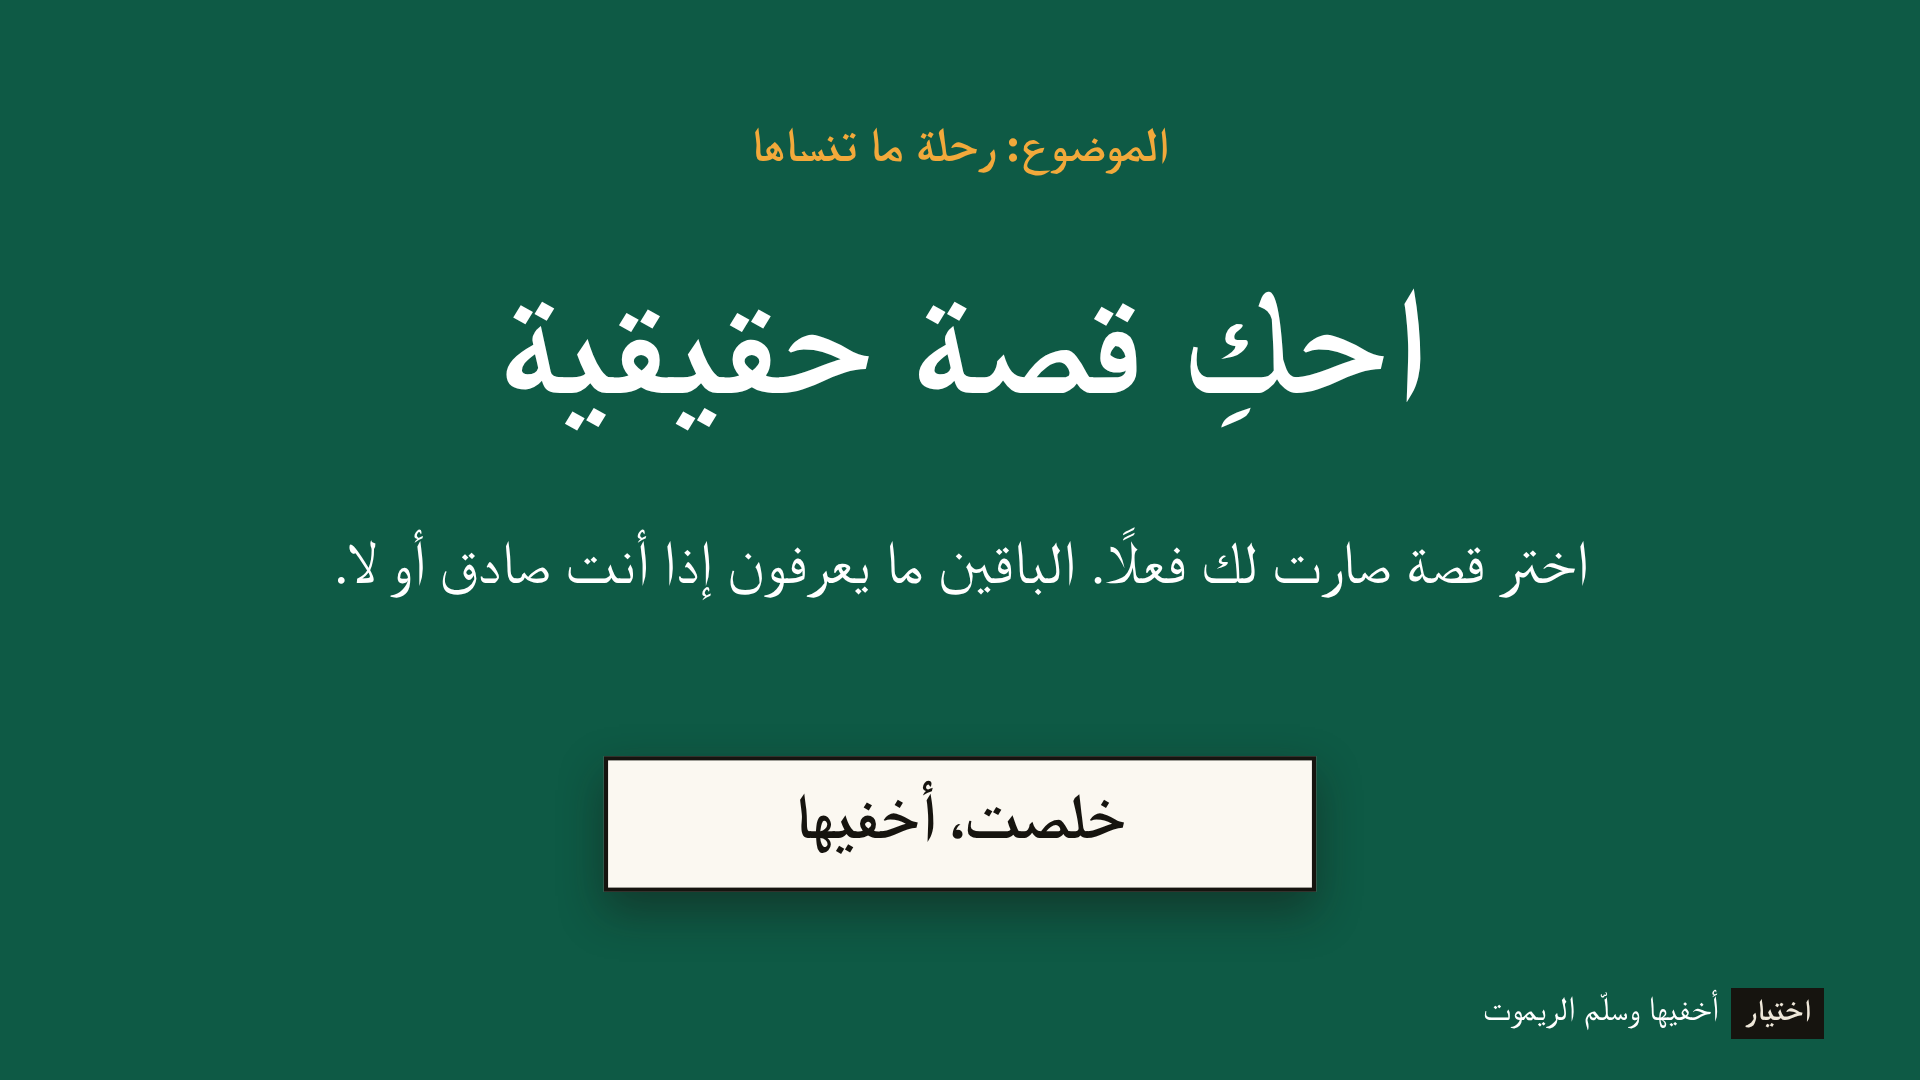 الموضوع: رحلة ما تنساها
احكِ قصة حقيقية
اختر قصة صارت لك فعلًا. الباقين ما يعرفون إذا أنت صادق أو لا.
خلصت، أخفيها
اختيار أخفيها وسلّم الريموت